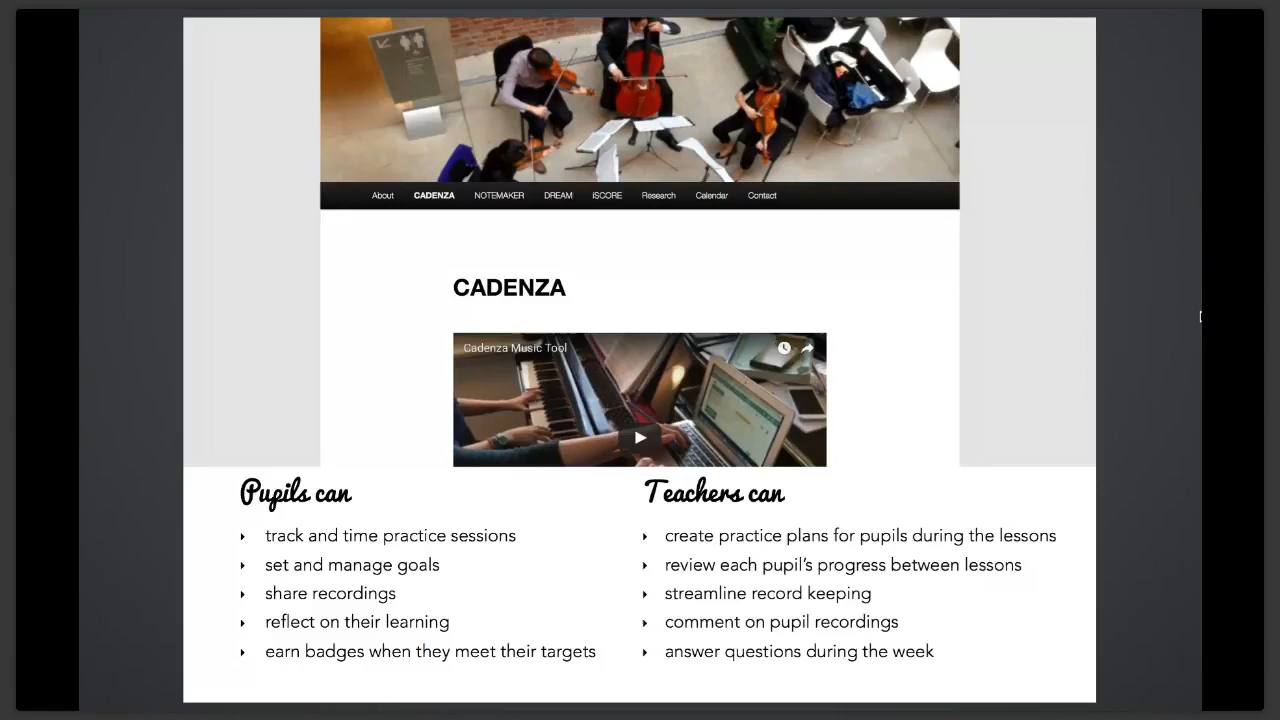 About CADENZA NOTEMAKER DREAM iSCORE Research Calendar Contact
CADENZA
Cadenza Music Tool
Pupils can
track and time practice sessions
set and manage goals
share recordings
reflect on their learning
earn badges when they meet their targets
Teachers can
create practice plans for pupils during the lessons
review each pupil’s progress between lessons
streamline record keeping
comment on pupil recordings
answer questions during the week